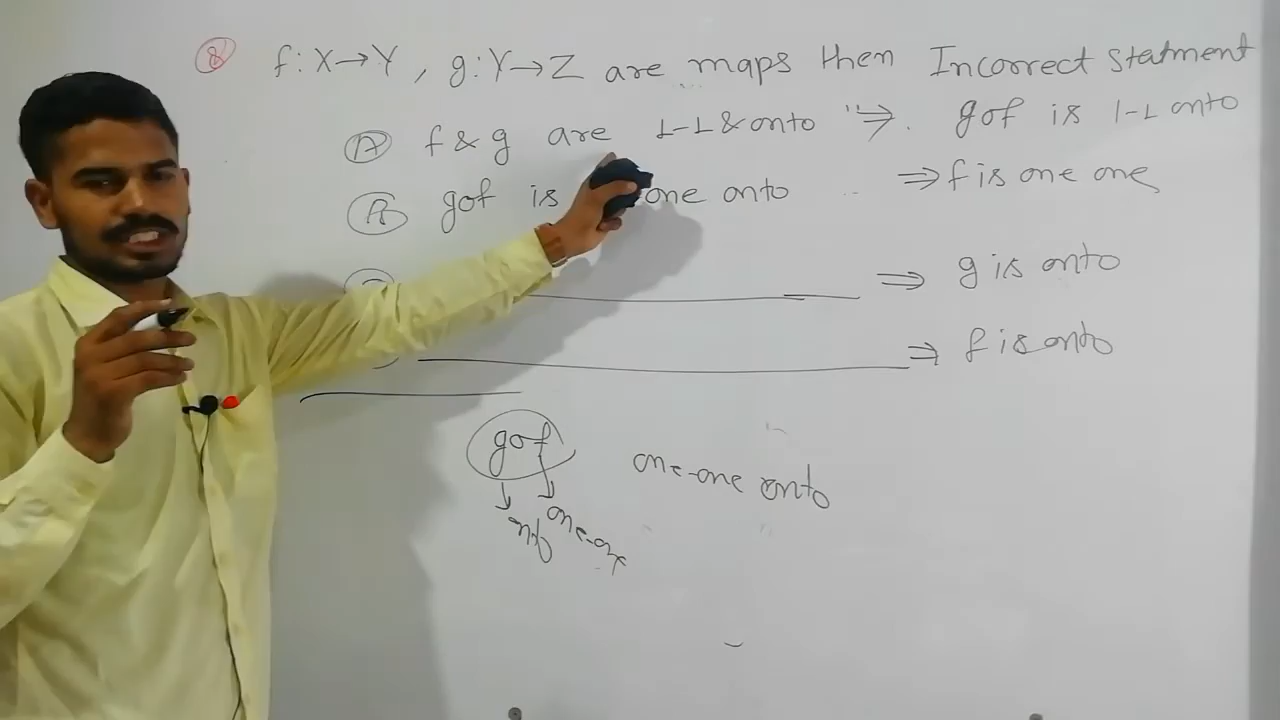 8 f: X→Y, g: Y→Z are maps then Incorrect statment
A f & g are 1-1 & onto "⇒. gof is 1-1 onto
B gof is one onto ⇒ f is one one
⇒ g is onto
⇒ f is onto
gof one-one onto
one-one